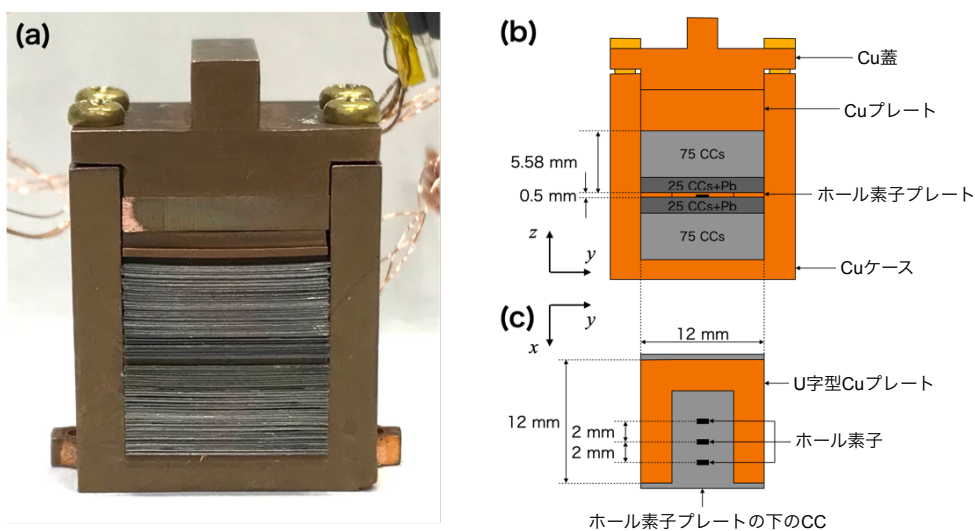 (a)
(b)
Cu蓋
Cuプレート
75 CCs
5.58 mm
25 CCs+Pb
0.5 mm
ホール素子プレート
25 CCs+Pb
75 CCs
z
y
Cuケース
(c)
y
x
12 mm
U字型Cuプレート
12 mm
2 mm
ホール素子
2 mm
ホール素子プレートの下のCC